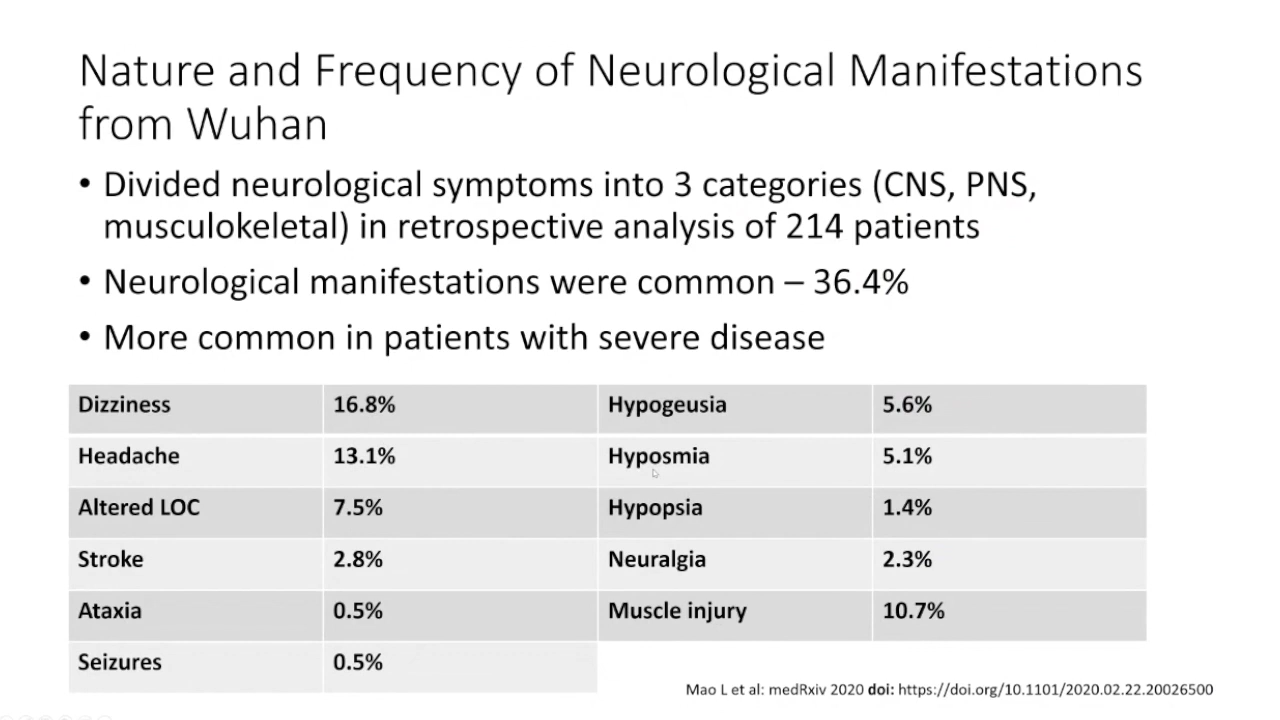 Nature and Frequency of Neurological Manifestations
from Wuhan
• Divided neurological symptoms into 3 categories (CNS, PNS,
musculokeletal) in retrospective analysis of 214 patients
• Neurological manifestations were common – 36.4%
• More common in patients with severe disease
Dizziness 16.8% Hypogeusia 5.6%
Headache 13.1% Hyposmia 5.1%
Altered LOC 7.5% Hypopsia 1.4%
Stroke 2.8% Neuralgia 2.3%
Ataxia 0.5% Muscle injury 10.7%
Seizures 0.5%
Mao L et al: medRxiv 2020 doi: https://doi.org/10.1101/2020.02.22.20026500